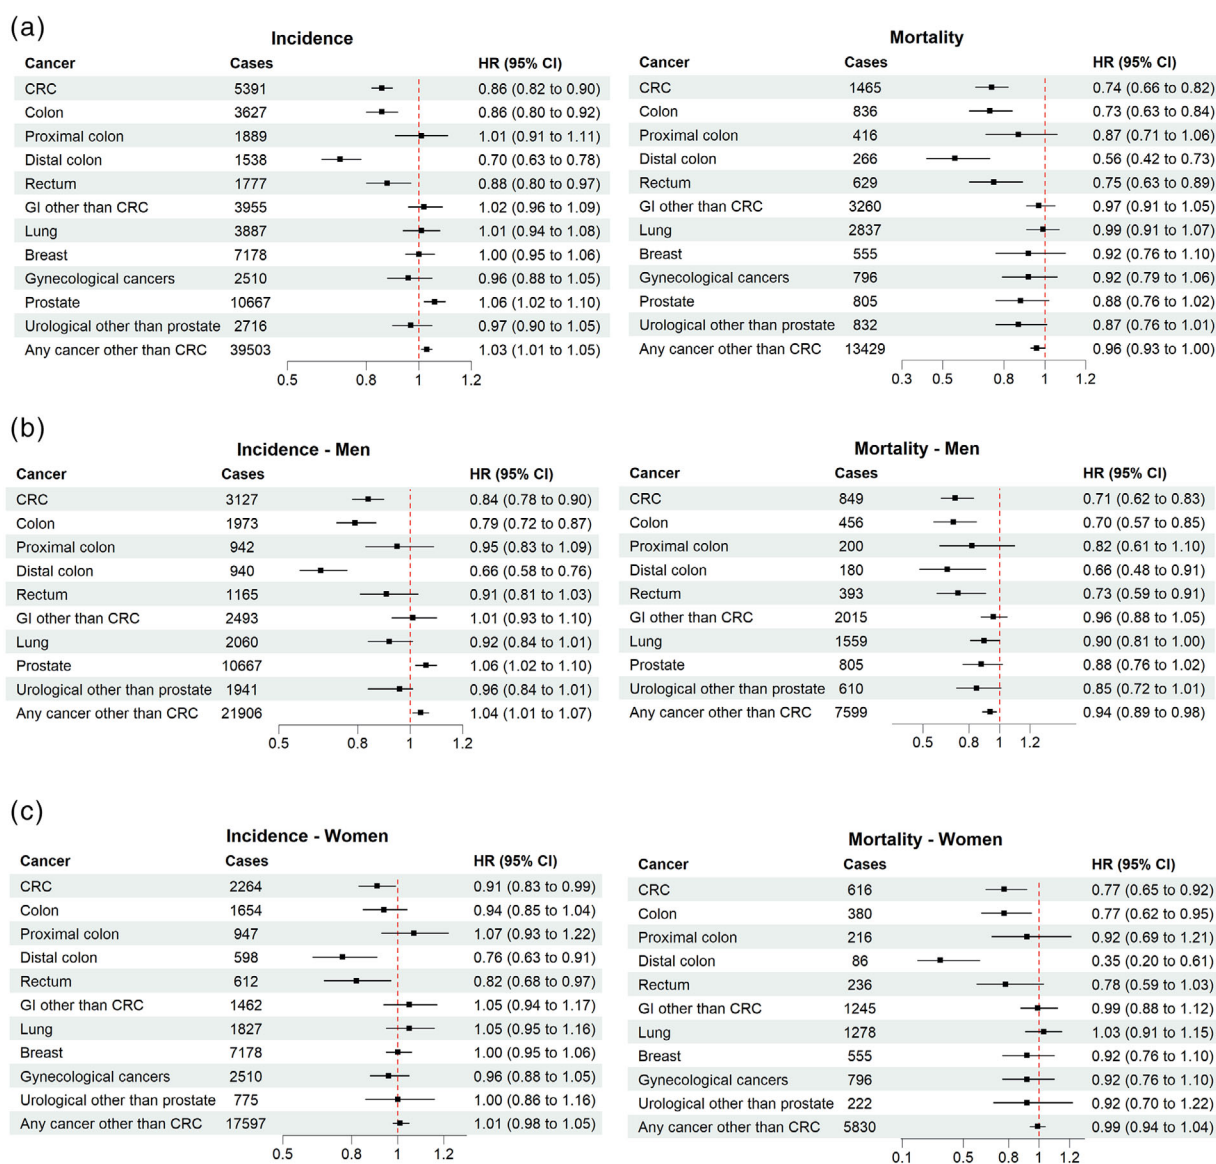 (a)
Incidence
Cancer Cases HR (95% CI)
CRC 5391 0.86 (0.82 to 0.90)
Colon 3627 0.86 (0.80 to 0.92)
Proximal colon 1889 1.01 (0.91 to 1.11)
Distal colon 1538 0.70 (0.63 to 0.78)
Rectum 1777 0.88 (0.80 to 0.97)
GI other than CRC 3955 1.02 (0.96 to 1.09)
Lung 3887 1.01 (0.94 to 1.08)
Breast 7178 1.00 (0.95 to 1.06)
Gynecological cancers 2510 0.96 (0.88 to 1.05)
Prostate 10667 1.06 (1.02 to 1.10)
Urological other than prostate 2716 0.97 (0.90 to 1.05)
Any cancer other than CRC 39503 1.03 (1.01 to 1.05)
0.5 0.8 1 1.2
Mortality
Cancer Cases HR (95% CI)
CRC 1465 0.74 (0.66 to 0.82)
Colon 836 0.73 (0.63 to 0.84)
Proximal colon 416 0.87 (0.71 to 1.06)
Distal colon 266 0.56 (0.42 to 0.73)
Rectum 629 0.75 (0.63 to 0.89)
GI other than CRC 3260 0.97 (0.91 to 1.05)
Lung 2837 0.99 (0.91 to 1.07)
Breast 555 0.92 (0.76 to 1.10)
Gynecological cancers 796 0.92 (0.79 to 1.06)
Prostate 805 0.88 (0.76 to 1.02)
Urological other than prostate 832 0.87 (0.76 to 1.01)
Any cancer other than CRC 13429 0.96 (0.93 to 1.00)
0.3 0.5 0.8 1 1.2
(b)
Incidence - Men
Cancer Cases HR (95% CI)
CRC 3127 0.84 (0.78 to 0.90)
Colon 1973 0.79 (0.72 to 0.87)
Proximal colon 942 0.95 (0.83 to 1.09)
Distal colon 940 0.66 (0.58 to 0.76)
Rectum 1165 0.91 (0.81 to 1.03)
GI other than CRC 2493 1.01 (0.93 to 1.10)
Lung 2060 0.92 (0.84 to 1.01)
Prostate 10667 1.06 (1.02 to 1.10)
Urological other than prostate 1941 0.96 (0.84 to 1.01)
Any cancer other than CRC 21906 1.04 (1.01 to 1.07)
0.5 0.8 1 1.2
Mortality - Men
Cancer Cases HR (95% CI)
CRC 849 0.71 (0.62 to 0.83)
Colon 456 0.70 (0.57 to 0.85)
Proximal colon 200 0.82 (0.61 to 1.10)
Distal colon 180 0.66 (0.48 to 0.91)
Rectum 393 0.73 (0.59 to 0.91)
GI other than CRC 2015 0.96 (0.88 to 1.05)
Lung 1559 0.90 (0.81 to 1.00)
Prostate 805 0.88 (0.76 to 1.02)
Urological other than prostate 610 0.85 (0.72 to 1.01)
Any cancer other than CRC 7599 0.94 (0.89 to 0.98)
0.5 0.8 1 1.2
(c)
Incidence - Women
Cancer Cases HR (95% CI)
CRC 2264 0.91 (0.83 to 0.99)
Colon 1654 0.94 (0.85 to 1.04)
Proximal colon 947 1.07 (0.93 to 1.22)
Distal colon 598 0.76 (0.63 to 0.91)
Rectum 612 0.82 (0.68 to 0.97)
GI other than CRC 1462 1.05 (0.94 to 1.17)
Lung 1827 1.05 (0.95 to 1.16)
Breast 7178 1.00 (0.95 to 1.06)
Gynecological cancers 2510 0.96 (0.88 to 1.05)
Urological other than prostate 775 1.00 (0.86 to 1.16)
Any cancer other than CRC 17597 1.01 (0.98 to 1.05)
0.5 0.8 1 1.2
Mortality - Women
Cancer Cases HR (95% CI)
CRC 616 0.77 (0.65 to 0.92)
Colon 380 0.77 (0.62 to 0.95)
Proximal colon 216 0.92 (0.69 to 1.21)
Distal colon 86 0.35 (0.20 to 0.61)
Rectum 236 0.78 (0.59 to 1.03)
GI other than CRC 1245 0.99 (0.88 to 1.12)
Lung 1278 1.03 (0.91 to 1.15)
Breast 555 0.92 (0.76 to 1.10)
Gynecological cancers 796 0.92 (0.76 to 1.10)
Urological other than prostate 222 0.92 (0.70 to 1.22)
Any cancer other than CRC 5830 0.99 (0.94 to 1.04)
0.1 0.5 0.8 1 1.2